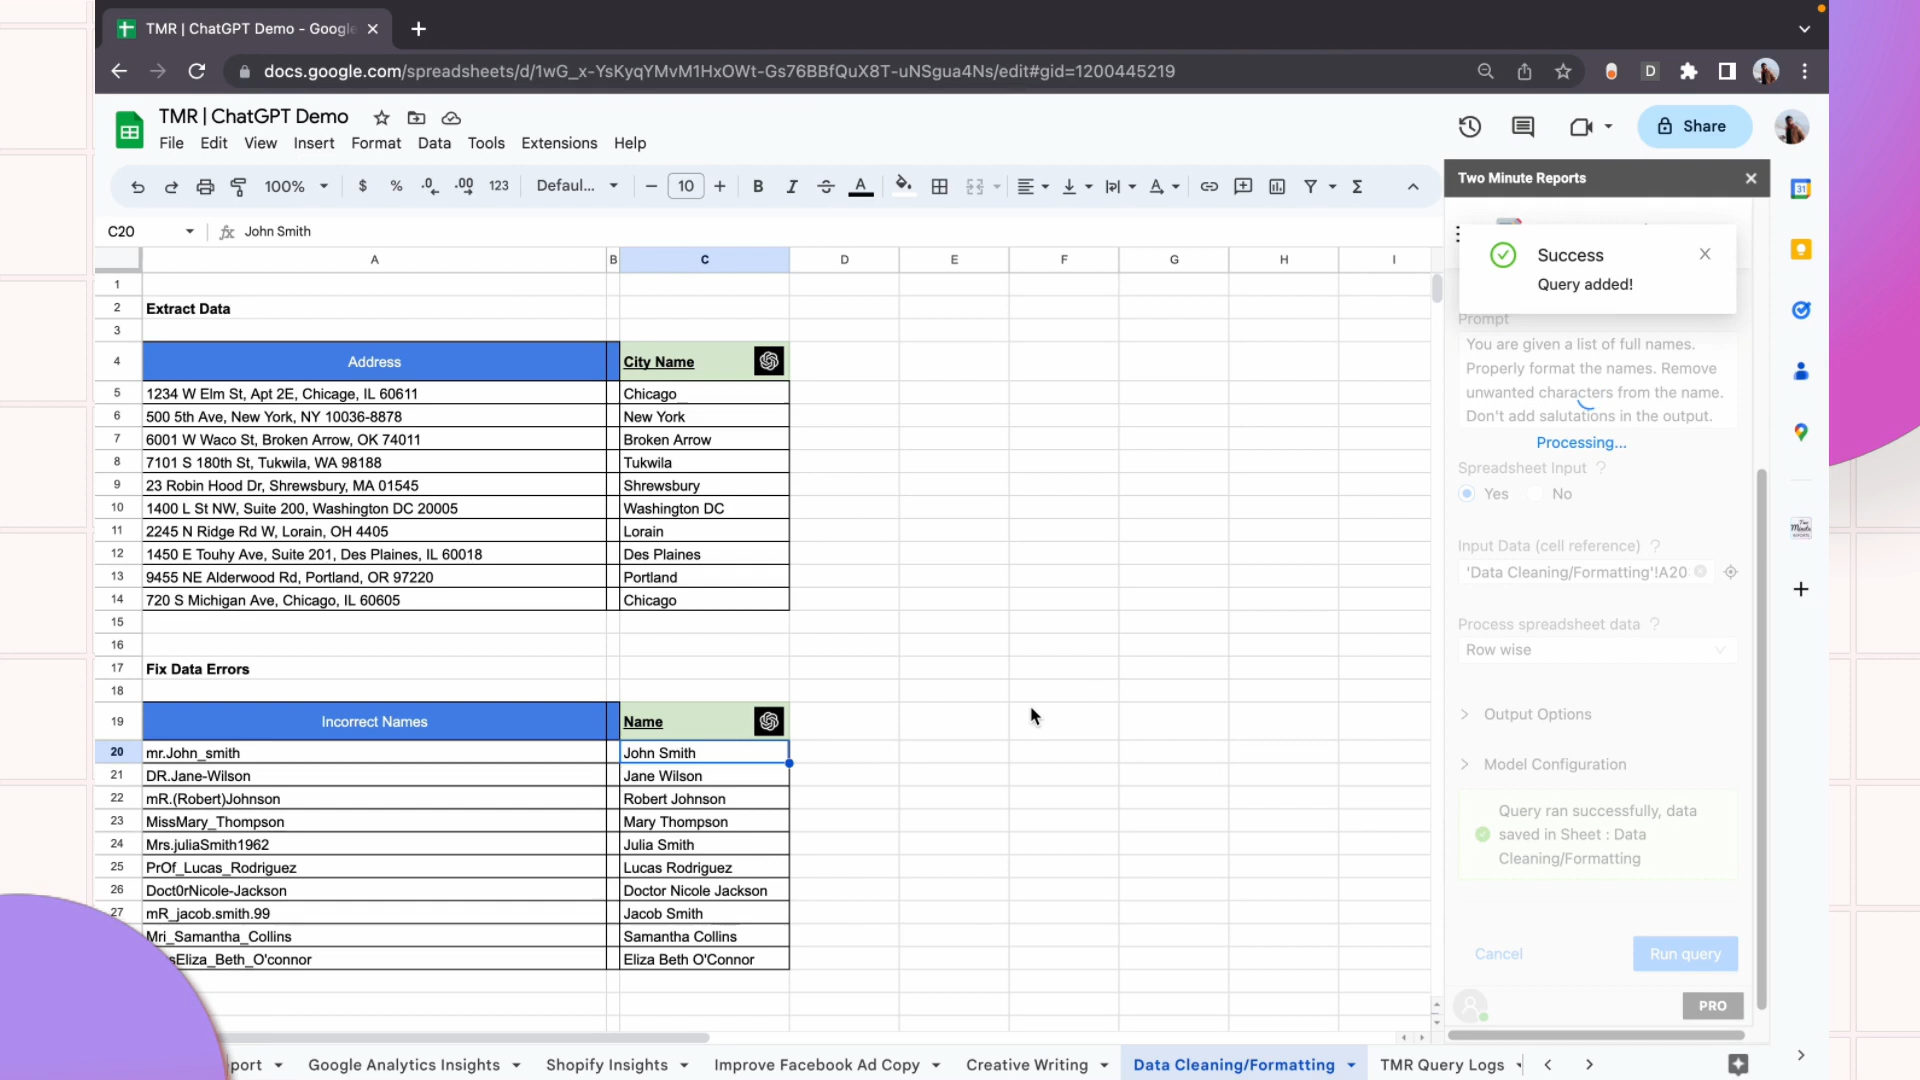 TMR | ChatGPT Demo - Google
docs.google.com/spreadsheets/d/1wG_x-YsKyqYMvM1HxOWt-Gs76BBfQuX8T-uNSgua4Ns/edit#gid=1200445219
D
TMR | ChatGPT Demo
File Edit View Insert Format Data Tools Extensions Help
Share
100% $ % .0 .00 123 Defaul... 10 B I S A
Two Minute Reports
C20 fx John Smith
A B C D E F G H I
Success
Query added!
1
2 Extract Data
3
4 Address City Name
5 1234 W Elm St, Apt 2E, Chicage, IL 60611 Chicago
6 500 5th Ave, New York, NY 10036-8878 New York
7 6001 W Waco St, Broken Arrow, OK 74011 Broken Arrow
8 7101 S 180th St, Tukwila, WA 98188 Tukwila
9 23 Robin Hood Dr, Shrewsbury, MA 01545 Shrewsbury
10 1400 L St NW, Suite 200, Washington DC 20005 Washington DC
11 2245 N Ridge Rd W, Lorain, OH 4405 Lorain
12 1450 E Touhy Ave, Suite 201, Des Plaines, IL 60018 Des Plaines
13 9455 NE Alderwood Rd, Portland, OR 97220 Portland
14 720 S Michigan Ave, Chicago, IL 60605 Chicago
15
16
17 Fix Data Errors
18
19 Incorrect Names Name
20 mr.John_smith John Smith
21 DR.Jane-Wilson Jane Wilson
22 mR.(Robert)Johnson Robert Johnson
23 MissMary_Thompson Mary Thompson
24 Mrs.juliaSmith1962 Julia Smith
25 PrOf_Lucas_Rodriguez Lucas Rodriguez
26 Doct0rNicole-Jackson Doctor Nicole Jackson
27 mR_jacob.smith.99 Jacob Smith
Mri_Samantha_Collins Samantha Collins
sEliza_Beth_O'connor Eliza Beth O'Connor
Prompt
You are given a list of full names.
Properly format the names. Remove
unwanted characters from the name.
Don't add salutations in the output.
Processing...
Spreadsheet Input ?
Yes No
Input Data (cell reference) ?
'Data Cleaning/Formatting'!A20
Process spreadsheet data ?
Row wise
Output Options
Model Configuration
Query ran successfully, data
saved in Sheet : Data
Cleaning/Formatting
Cancel Run query
PRO
31
port Google Analytics Insights Shopify Insights Improve Facebook Ad Copy Creative Writing Data Cleaning/Formatting TMR Query Logs